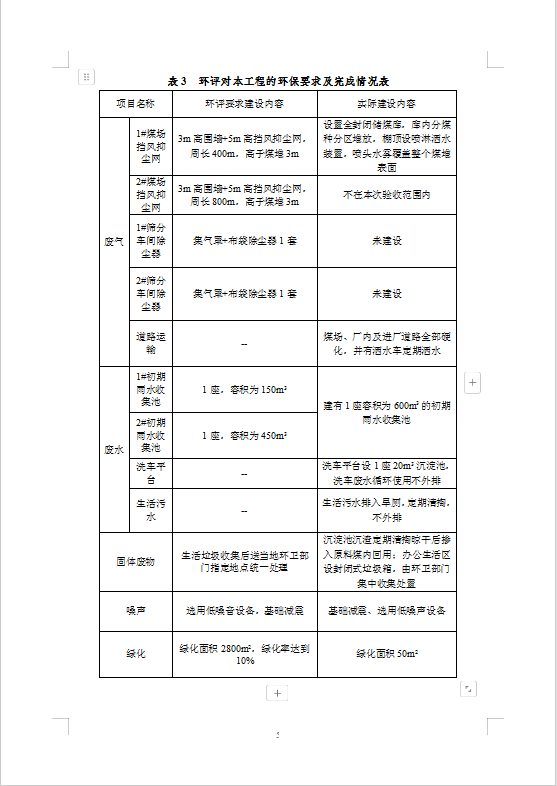 表 3 环评对本工程的环保要求及完成情况表
项目名称
环评要求建设内容
实际建设内容
废气
1#煤场
挡风抑
尘网
3m 高围墙+5m 高挡风抑尘网，
周长 400m，高于煤堆 3m
设置全封闭储煤库，库内分煤
种分区堆放，棚顶设喷淋洒水
装置，喷头水雾覆盖整个煤堆
表面
2#煤场
挡风抑
尘网
3m 高围墙+5m 高挡风抑尘网，
周长 800m，高于煤堆 3m
不在本次验收范围内
1#筛分
车间除
尘器
集气罩+布袋除尘器 1 套
未建设
2#筛分
车间除
尘器
集气罩+布袋除尘器 1 套
未建设
道路运
输
--
煤场、厂内及进厂道路全部硬
化，并有洒水车定期洒水
废水
1#初期
雨水收
集池
1 座，容积为 150m³
建有 1 座容积为 600m³ 的初期
雨水收集池
2#初期
雨水收
集池
1 座，容积为 450m³
洗车平
台
--
洗车平台设 1 座 20m³ 沉淀池，
洗车废水循环使用不外排
生活污
水
--
生活污水排入旱厕，定期清掏，
不外排
固体废物
生活垃圾收集后送当地环卫部
门指定地点统一处理
沉淀池沉渣定期清掏晾干后掺
入原料煤内回用；办公生活区
设封闭式垃圾箱，由环卫部门
集中收集处置
噪声
选用低噪音设备，基础减震
基础减震、选用低噪声设备
绿化
绿化面积 2800m²，绿化率达到
10%
绿化面积 50m²
5